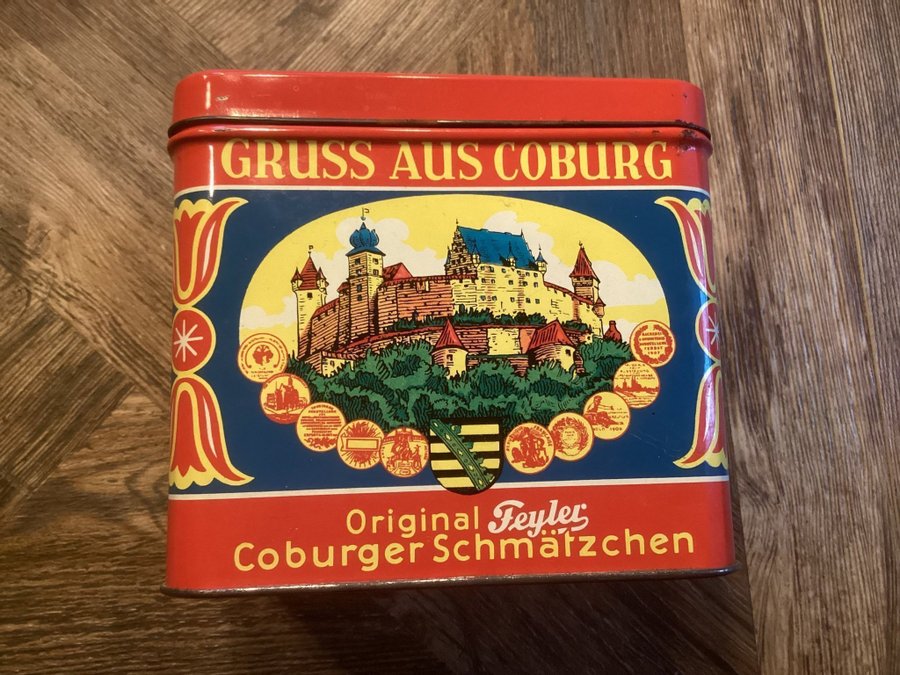 GRUSS AUS COBURG
Original Feyler
Coburger Schmätzchen